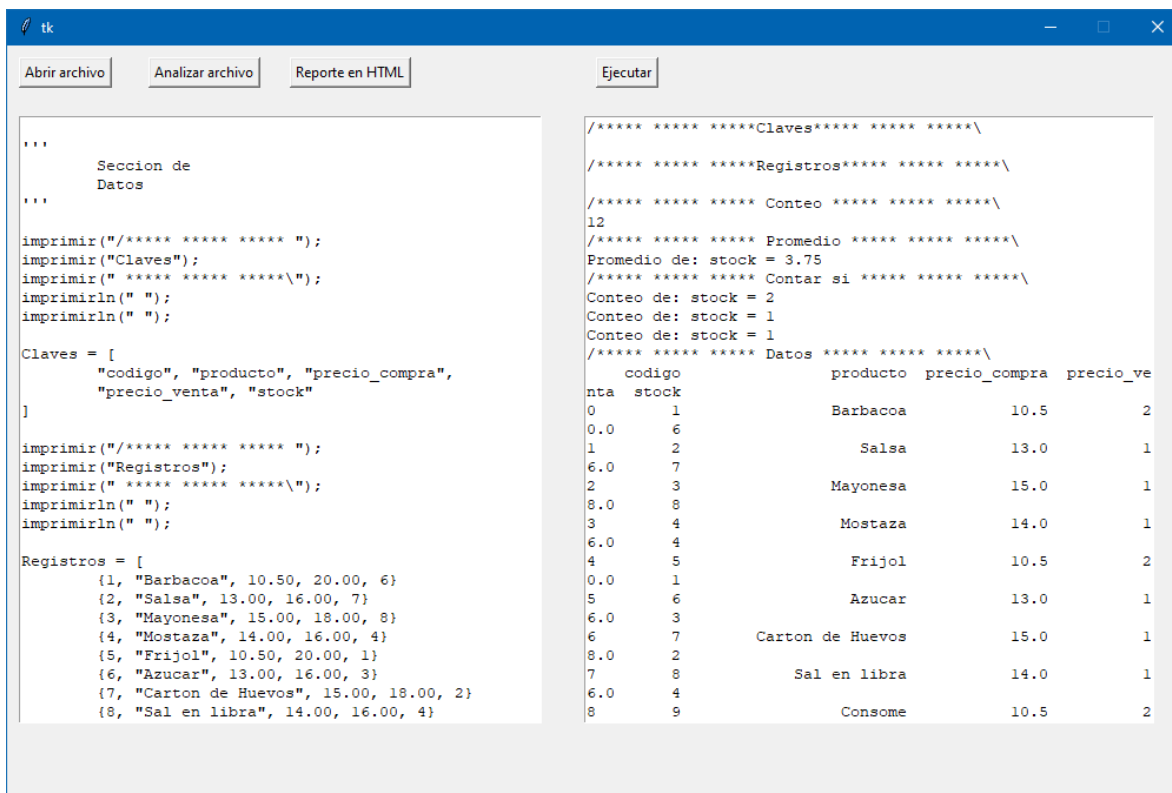 tk
Abrir archivo
Analizar archivo
Reporte en HTML
Ejecutar
'''
Seccion de
Datos
'''
imprimir("/***** ***** ***** ");
imprimir("Claves");
imprimir(" ***** ***** *****\");
imprimirln(" ");
imprimirln(" ");
Claves = [
"codigo", "producto", "precio_compra",
"precio_venta", "stock"
]
imprimir("/***** ***** ***** ");
imprimir("Registros");
imprimir(" ***** ***** *****\");
imprimirln(" ");
imprimirln(" ");
Registros = [
{1, "Barbacoa", 10.50, 20.00, 6}
{2, "Salsa", 13.00, 16.00, 7}
{3, "Mayonesa", 15.00, 18.00, 8}
{4, "Mostaza", 14.00, 16.00, 4}
{5, "Frijol", 10.50, 20.00, 1}
{6, "Azucar", 13.00, 16.00, 3}
{7, "Carton de Huevos", 15.00, 18.00, 2}
{8, "Sal en libra", 14.00, 16.00, 4}
/***** ***** *****Claves***** ***** *****\
/***** ***** *****Registros***** ***** *****\
/***** ***** ***** Conteo ***** ***** *****\
12
/***** ***** ***** Promedio ***** ***** *****\
Promedio de: stock = 3.75
/***** ***** ***** Contar si ***** ***** *****\
Conteo de: stock = 2
Conteo de: stock = 1
Conteo de: stock = 1
/***** ***** ***** Datos ***** ***** *****\
codigo producto precio_compra precio_ve
nta stock
0 1 Barbacoa 10.5 2
0.0 6
1 2 Salsa 13.0 1
6.0 7
2 3 Mayonesa 15.0 1
8.0 8
3 4 Mostaza 14.0 1
6.0 4
4 5 Frijol 10.5 2
0.0 1
5 6 Azucar 13.0 1
6.0 3
6 7 Carton de Huevos 15.0 1
8.0 2
7 8 Sal en libra 14.0 1
6.0 4
8 9 Consome 10.5 2